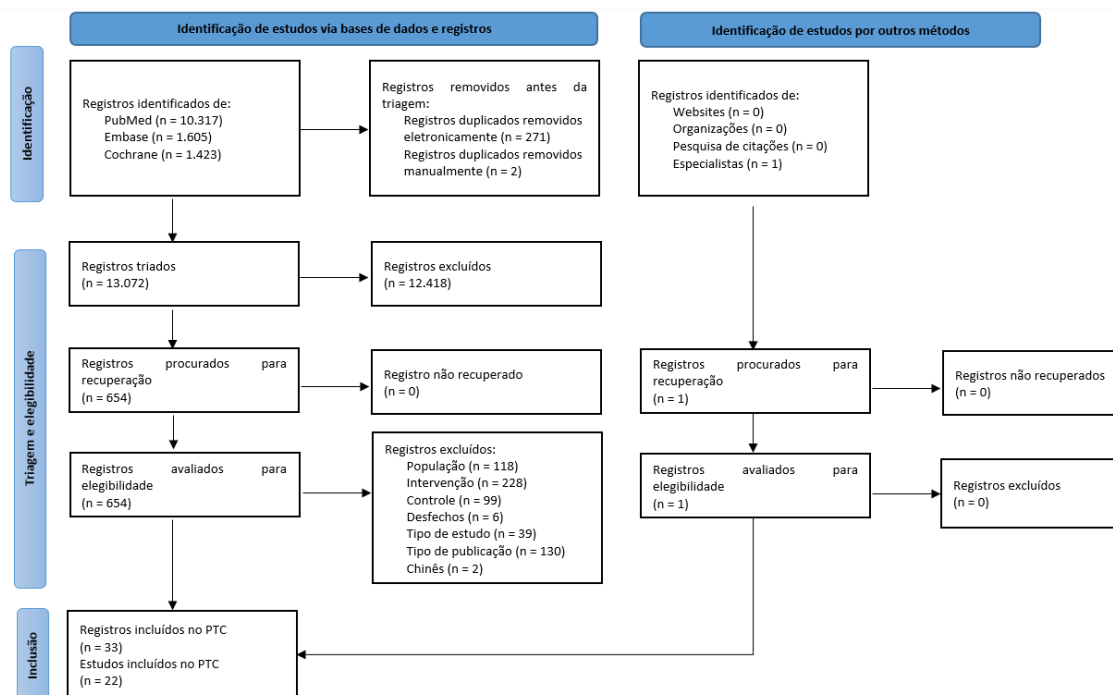 Identificação de estudos via bases de dados e registros
Identificação de estudos por outros métodos
Identificação
Registros identificados de:
PubMed (n = 10.317)
Embase (n = 1.605)
Cochrane (n = 1.423)
Registros removidos antes da
triagem:
Registros duplicados removidos
eletronicamente (n = 271)
Registros duplicados removidos
manualmente (n = 2)
Registros identificados de:
Websites (n = 0)
Organizações (n = 0)
Pesquisa de citações (n = 0)
Especialistas (n = 1)
Triagem e elegibilidade
Registros triados
(n = 13.072)
Registros excluídos
(n = 12.418)
Registros procurados para
recuperação
(n = 654)
Registro não recuperado
(n = 0)
Registros procurados para
recuperação
(n = 1)
Registros não recuperados
(n = 0)
Registros avaliados para
elegibilidade
(n = 654)
Registros excluídos:
População (n = 118)
Intervenção (n = 228)
Controle (n = 99)
Desfechos (n = 6)
Tipo de estudo (n = 39)
Tipo de publicação (n = 130)
Chinês (n = 2)
Registros avaliados para
elegibilidade
(n = 1)
Registros excluídos
(n = 0)
Inclusão
Registros incluídos no PTC
(n = 33)
Estudos incluídos no PTC
(n = 22)